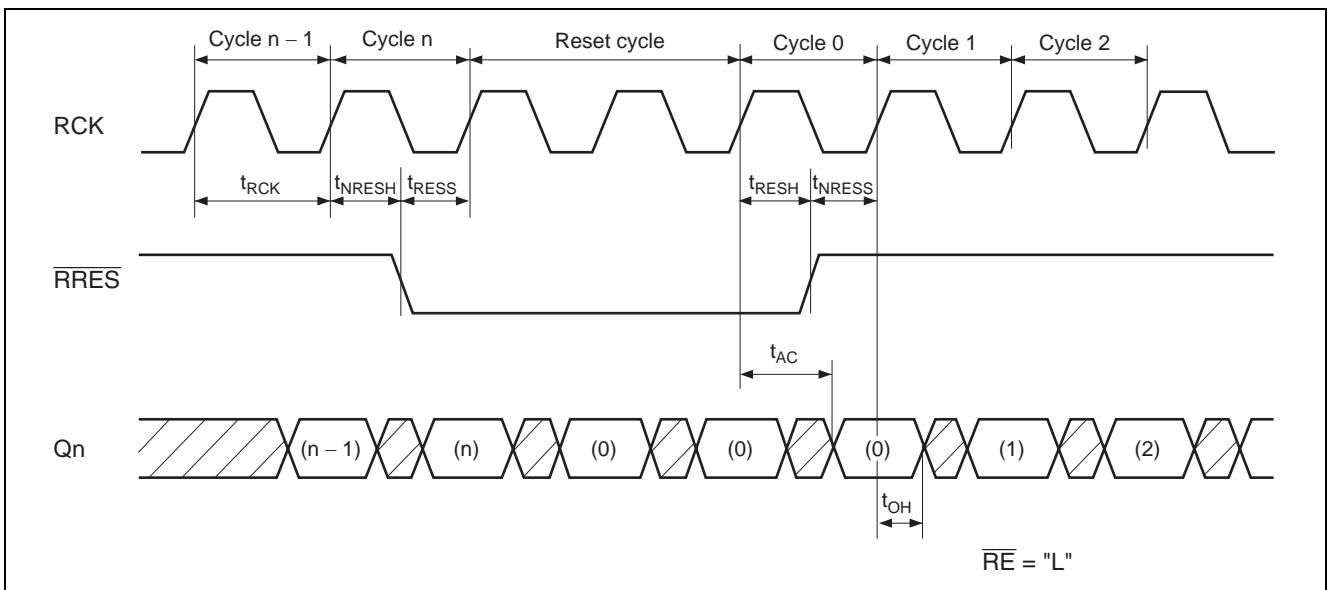 Cycle n – 1 Cycle n Reset cycle Cycle 0 Cycle 1 Cycle 2
RCK
tRCK tNRESH tRESS tRESH tNRESS
RRES
tAC
Qn (n – 1) (n) (0) (0) (0) (1) (2)
tOH
RE = "L"